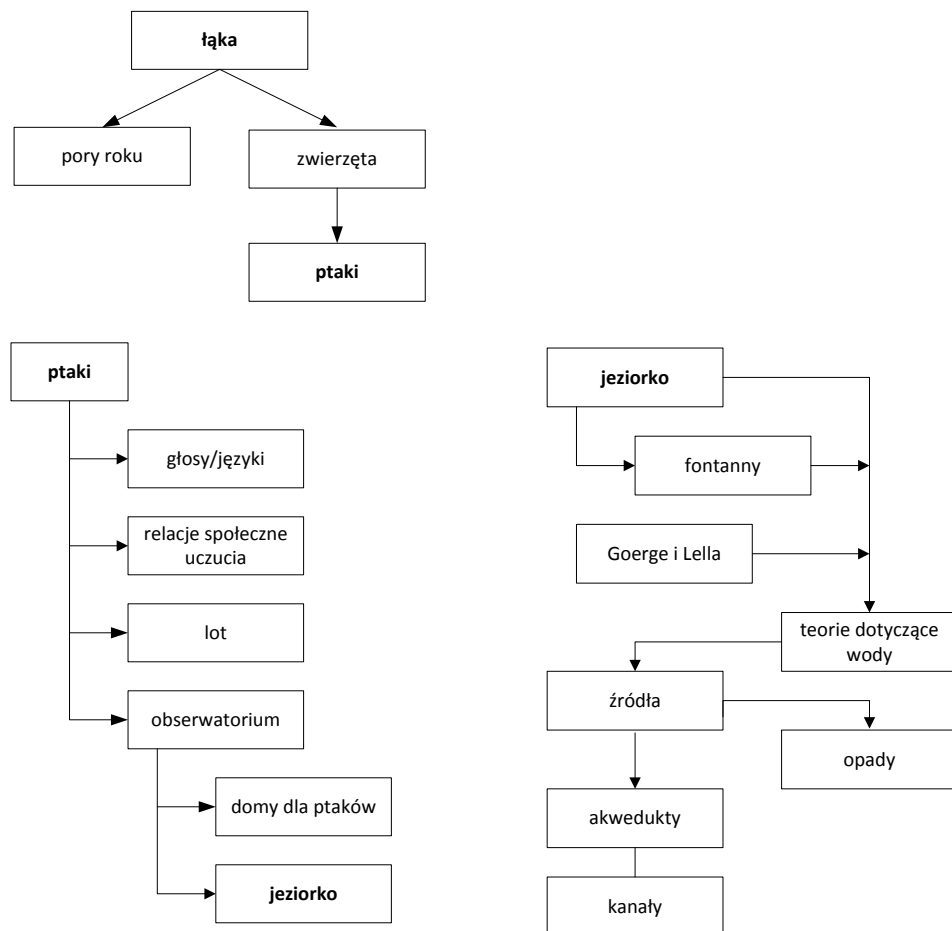 łąka
pory roku
zwierzęta
ptaki
ptaki
głosy/języki
relacje społeczne
uczucia
lot
obserwatorium
domy dla ptaków
jeziorko
jeziorko
fontanny
Goerge i Lella
teorie dotyczące
wody
źródła
opady
akwedukty
kanały